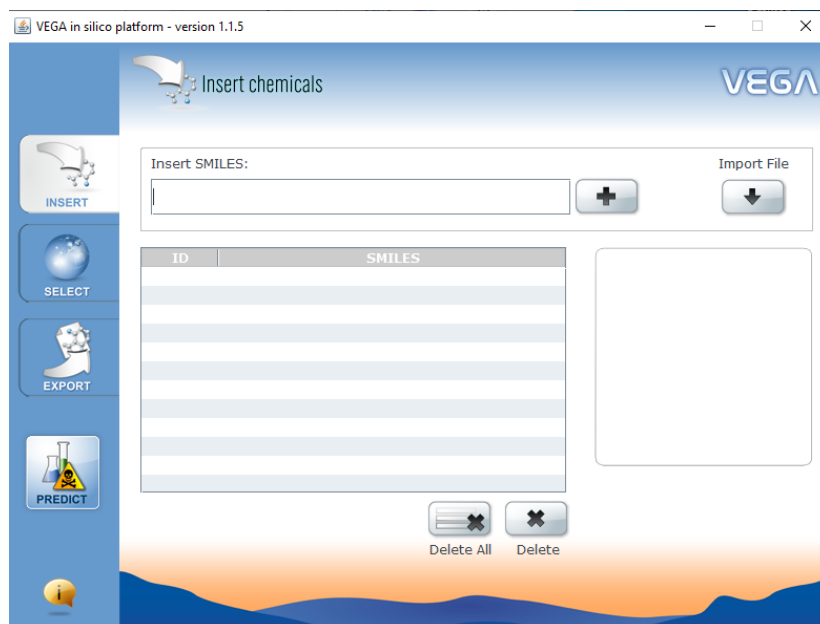 VEGA in silico platform - version 1.1.5
Insert chemicals
VEGA
INSERT
SELECT
EXPORT
PREDICT
Insert SMILES:
Import File
ID SMILES
Delete All Delete